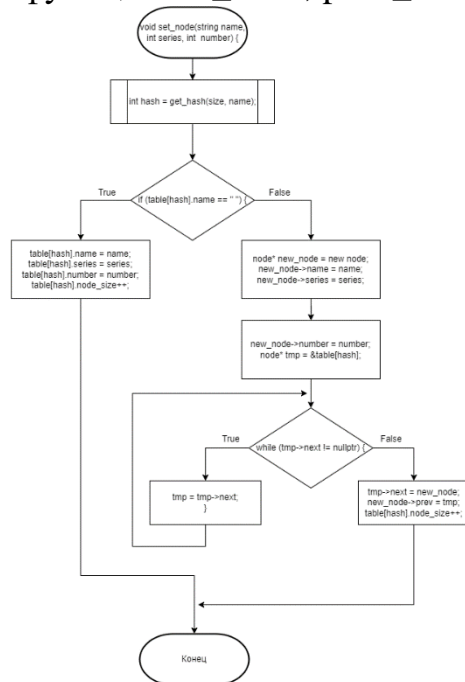 void set_node(string name,
int series, int number) {
int hash = get_hash(size, name);
True
if (table[hash].name == " ") {
False
table[hash].name = name;
table[hash].series = series;
table[hash].number = number;
table[hash].node_size++;
node* new_node = new node;
new_node->name = name;
new_node->series = series;
new_node->number = number;
node* tmp = &table[hash];
True
while (tmp->next != nullptr) {
False
tmp = tmp->next;
}
tmp->next = new_node;
new_node->prev = tmp;
table[hash].node_size++;
Конец